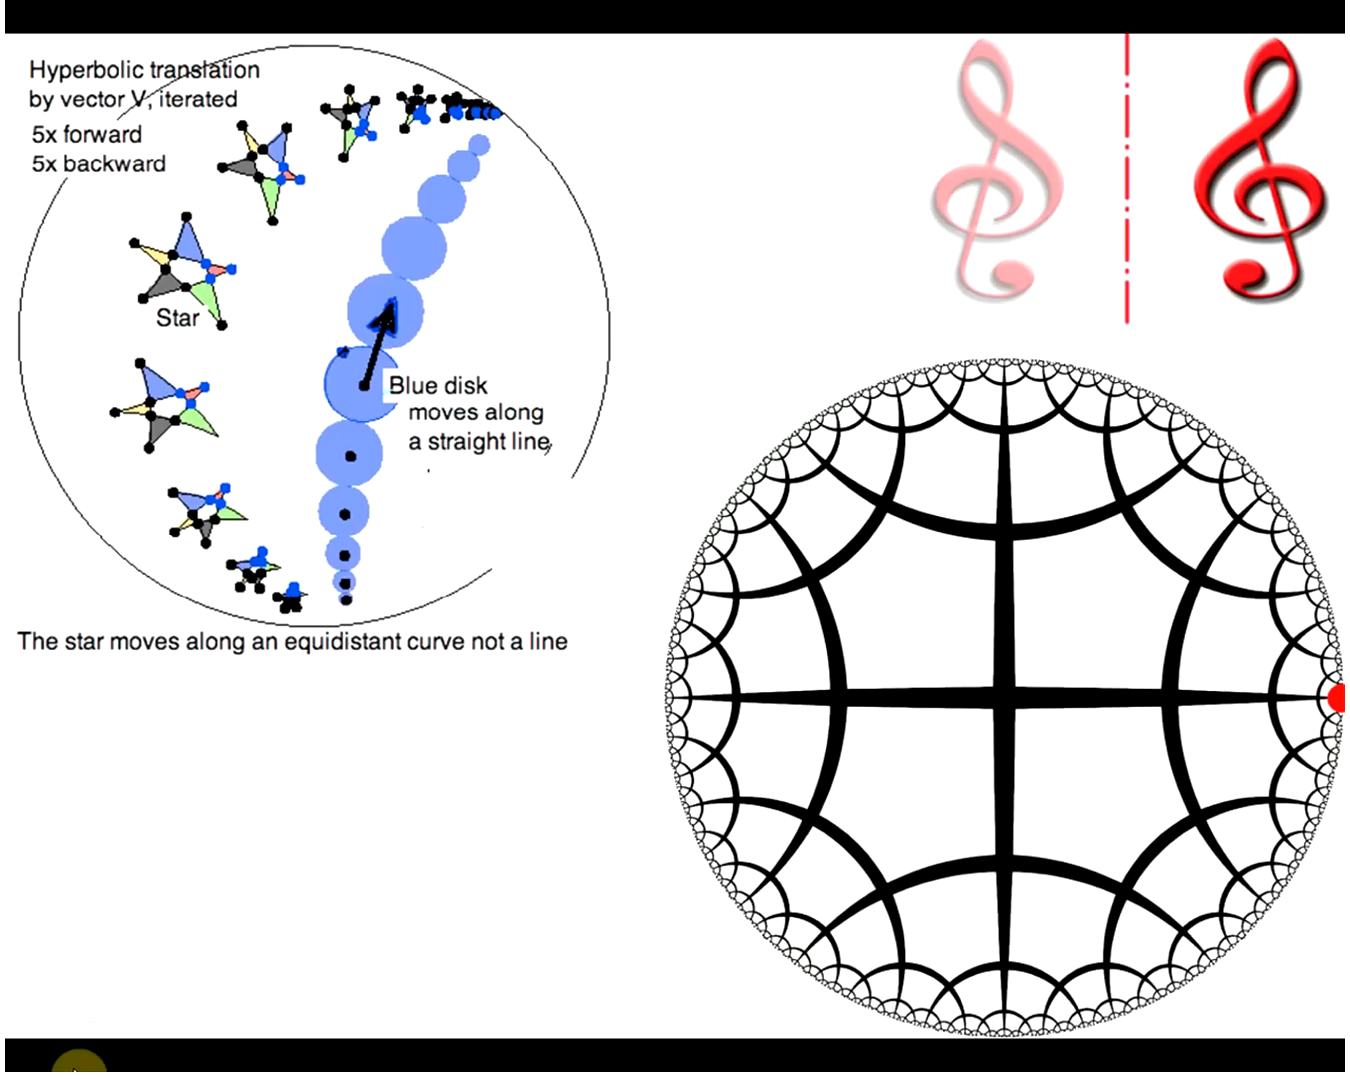 Hyperbolic translation
by vector V, iterated
5x forward
5x backward
Star
Blue disk
moves along
a straight line
The star moves along an equidistant curve not a line